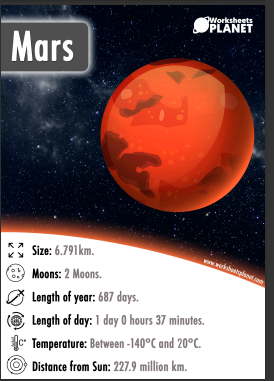 Worksheets
PLANET
Mars
www.worksheetsplanet.com
Size: 6.791km.
Moons: 2 Moons.
Length of year: 687 days.
Length of day: 1 day 0 hours 37 minutes.
C°
Temperature: Between -140°C and 20°C.
Distance from Sun: 227.9 million km.